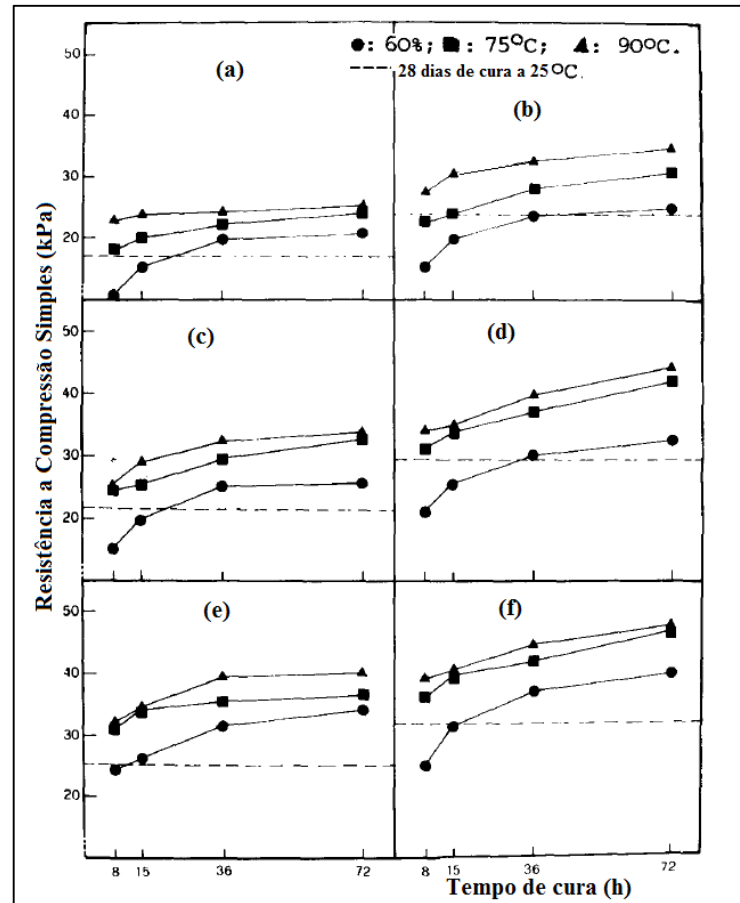 50
40
30
20
(a)
●: 60%; ■: 75°C; ▲: 90°C.
---- 28 dias de cura a 25°C.
(b)
Resistência a Compressão Simples (kPa)
50
40
30
20
(c)
(d)
50
40
30
20
(e)
(f)
8 15 36 72
8 15 36 72
Tempo de cura (h)